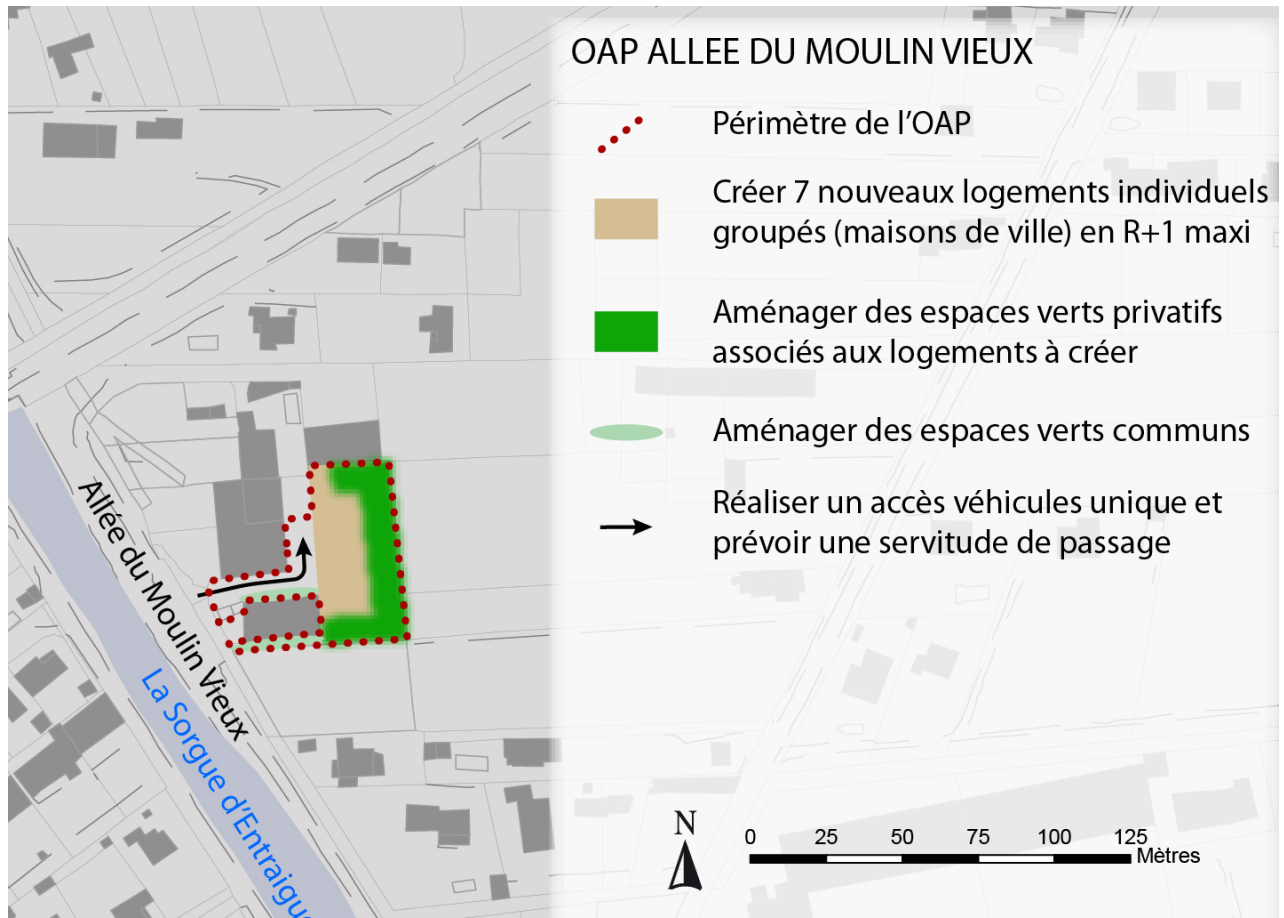 OAP ALLEE DU MOULIN VIEUX
Périmètre de l'OAP
Créer 7 nouveaux logements individuels
groupés (maisons de ville) en R+1 maxi
Aménager des espaces verts privatifs
associés aux logements à créer
Aménager des espaces verts communs
Réaliser un accès véhicules unique et
prévoir une servitude de passage
Allée du Moulin Vieux
La Sorgue d'Entraigue
N
0 25 50 75 100 125
Mètres